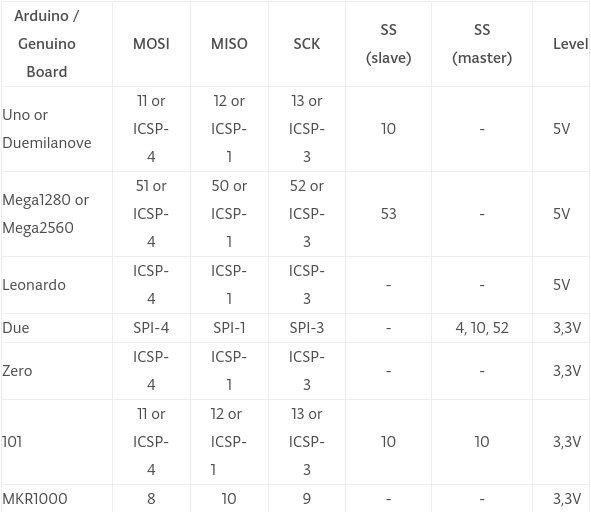 Arduino / Genuino Board MOSI MISO SCK SS (slave) SS (master) Level
Uno or Duemilanove 11 or ICSP-4 12 or ICSP-1 13 or ICSP-3 10 - 5V
Mega1280 or Mega2560 51 or ICSP-4 50 or ICSP-1 52 or ICSP-3 53 - 5V
Leonardo ICSP-4 ICSP-1 ICSP-3 - - 5V
Due SPI-4 SPI-1 SPI-3 - 4, 10, 52 3,3V
Zero ICSP-4 ICSP-1 ICSP-3 - - 3,3V
101 11 or ICSP-4 12 or ICSP-1 13 or ICSP-3 10 10 3,3V
MKR1000 8 10 9 - - 3,3V